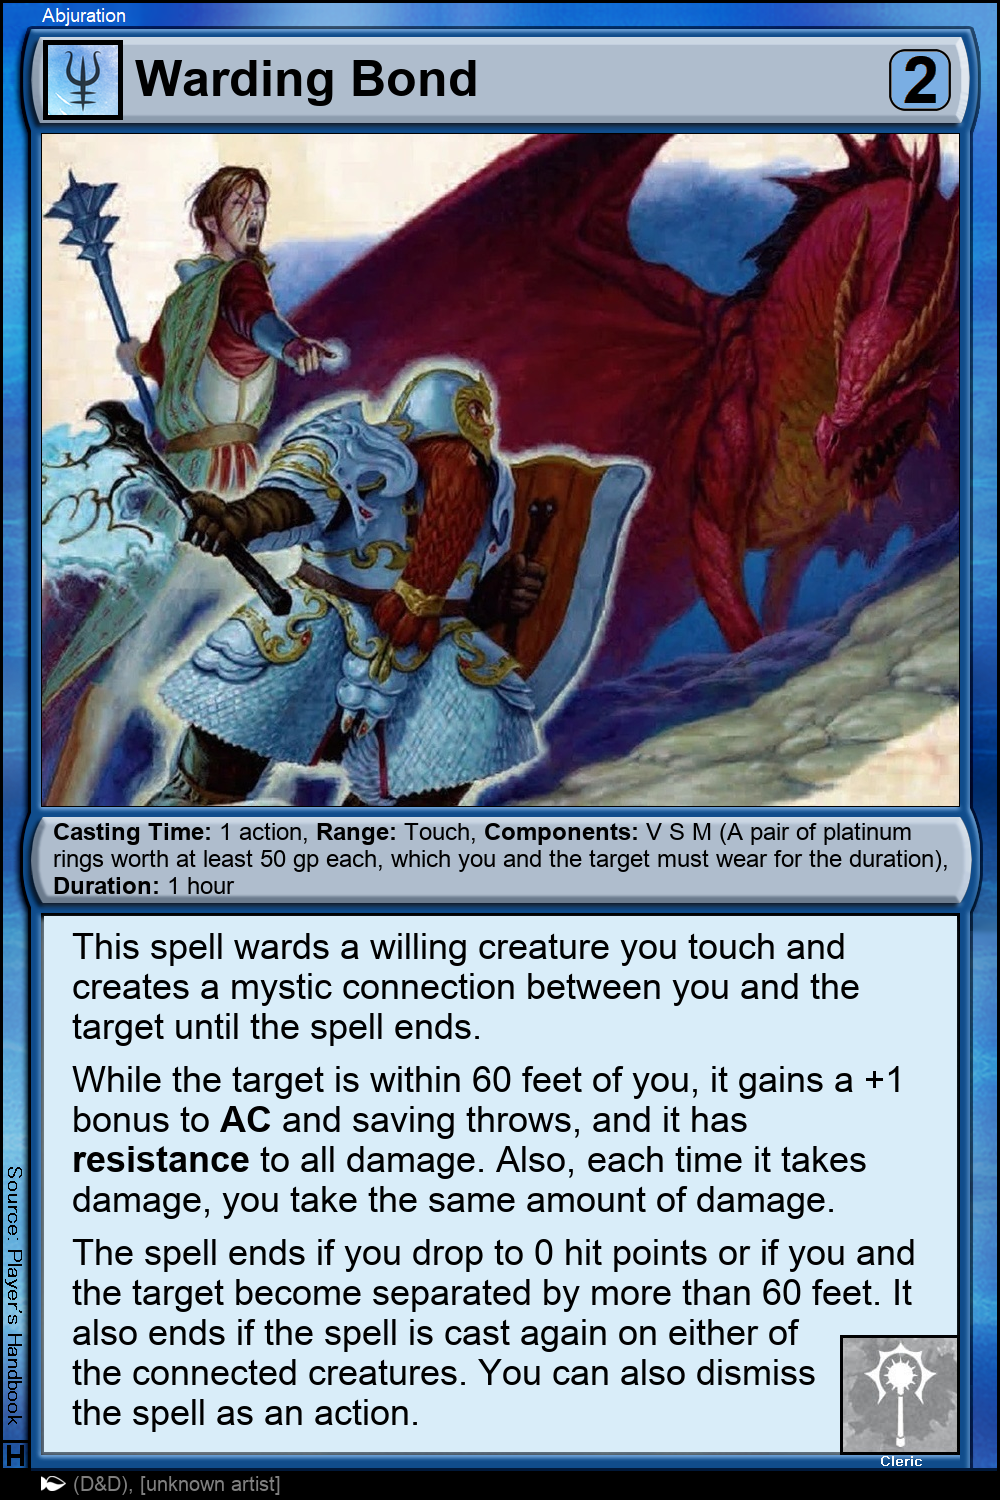 Abjuration
Warding Bond
2
Casting Time: 1 action, Range: Touch, Components: V S M (A pair of platinum
rings worth at least 50 gp each, which you and the target must wear for the duration),
Duration: 1 hour
This spell wards a willing creature you touch and
creates a mystic connection between you and the
target until the spell ends.
While the target is within 60 feet of you, it gains a +1
bonus to AC and saving throws, and it has
resistance to all damage. Also, each time it takes
damage, you take the same amount of damage.
The spell ends if you drop to 0 hit points or if you and
the target become separated by more than 60 feet. It
also ends if the spell is cast again on either of
the connected creatures. You can also dismiss
the spell as an action.
Cleric
Source: Player's Handbook
H
(D&D), [unknown artist]